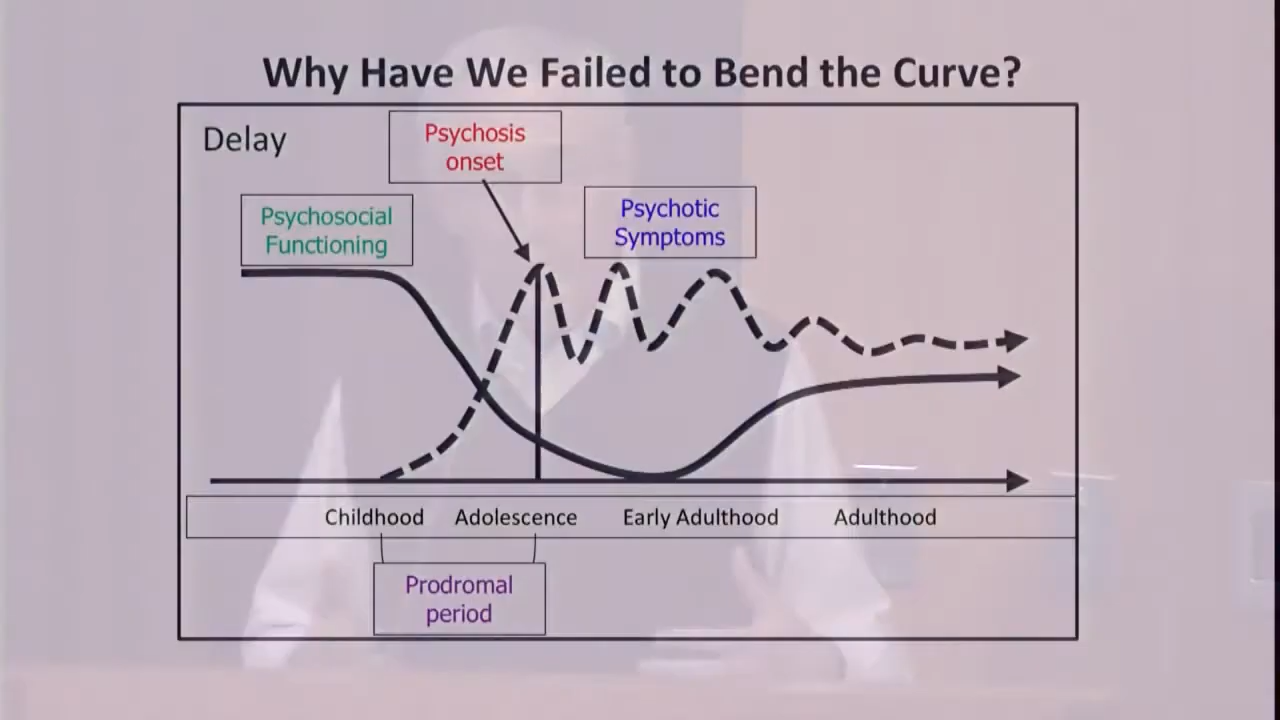 Why Have We Failed to Bend the Curve?
Delay
Psychosis
onset
Psychosocial
Functioning
Psychotic
Symptoms
Childhood Adolescence Early Adulthood Adulthood
Prodromal
period